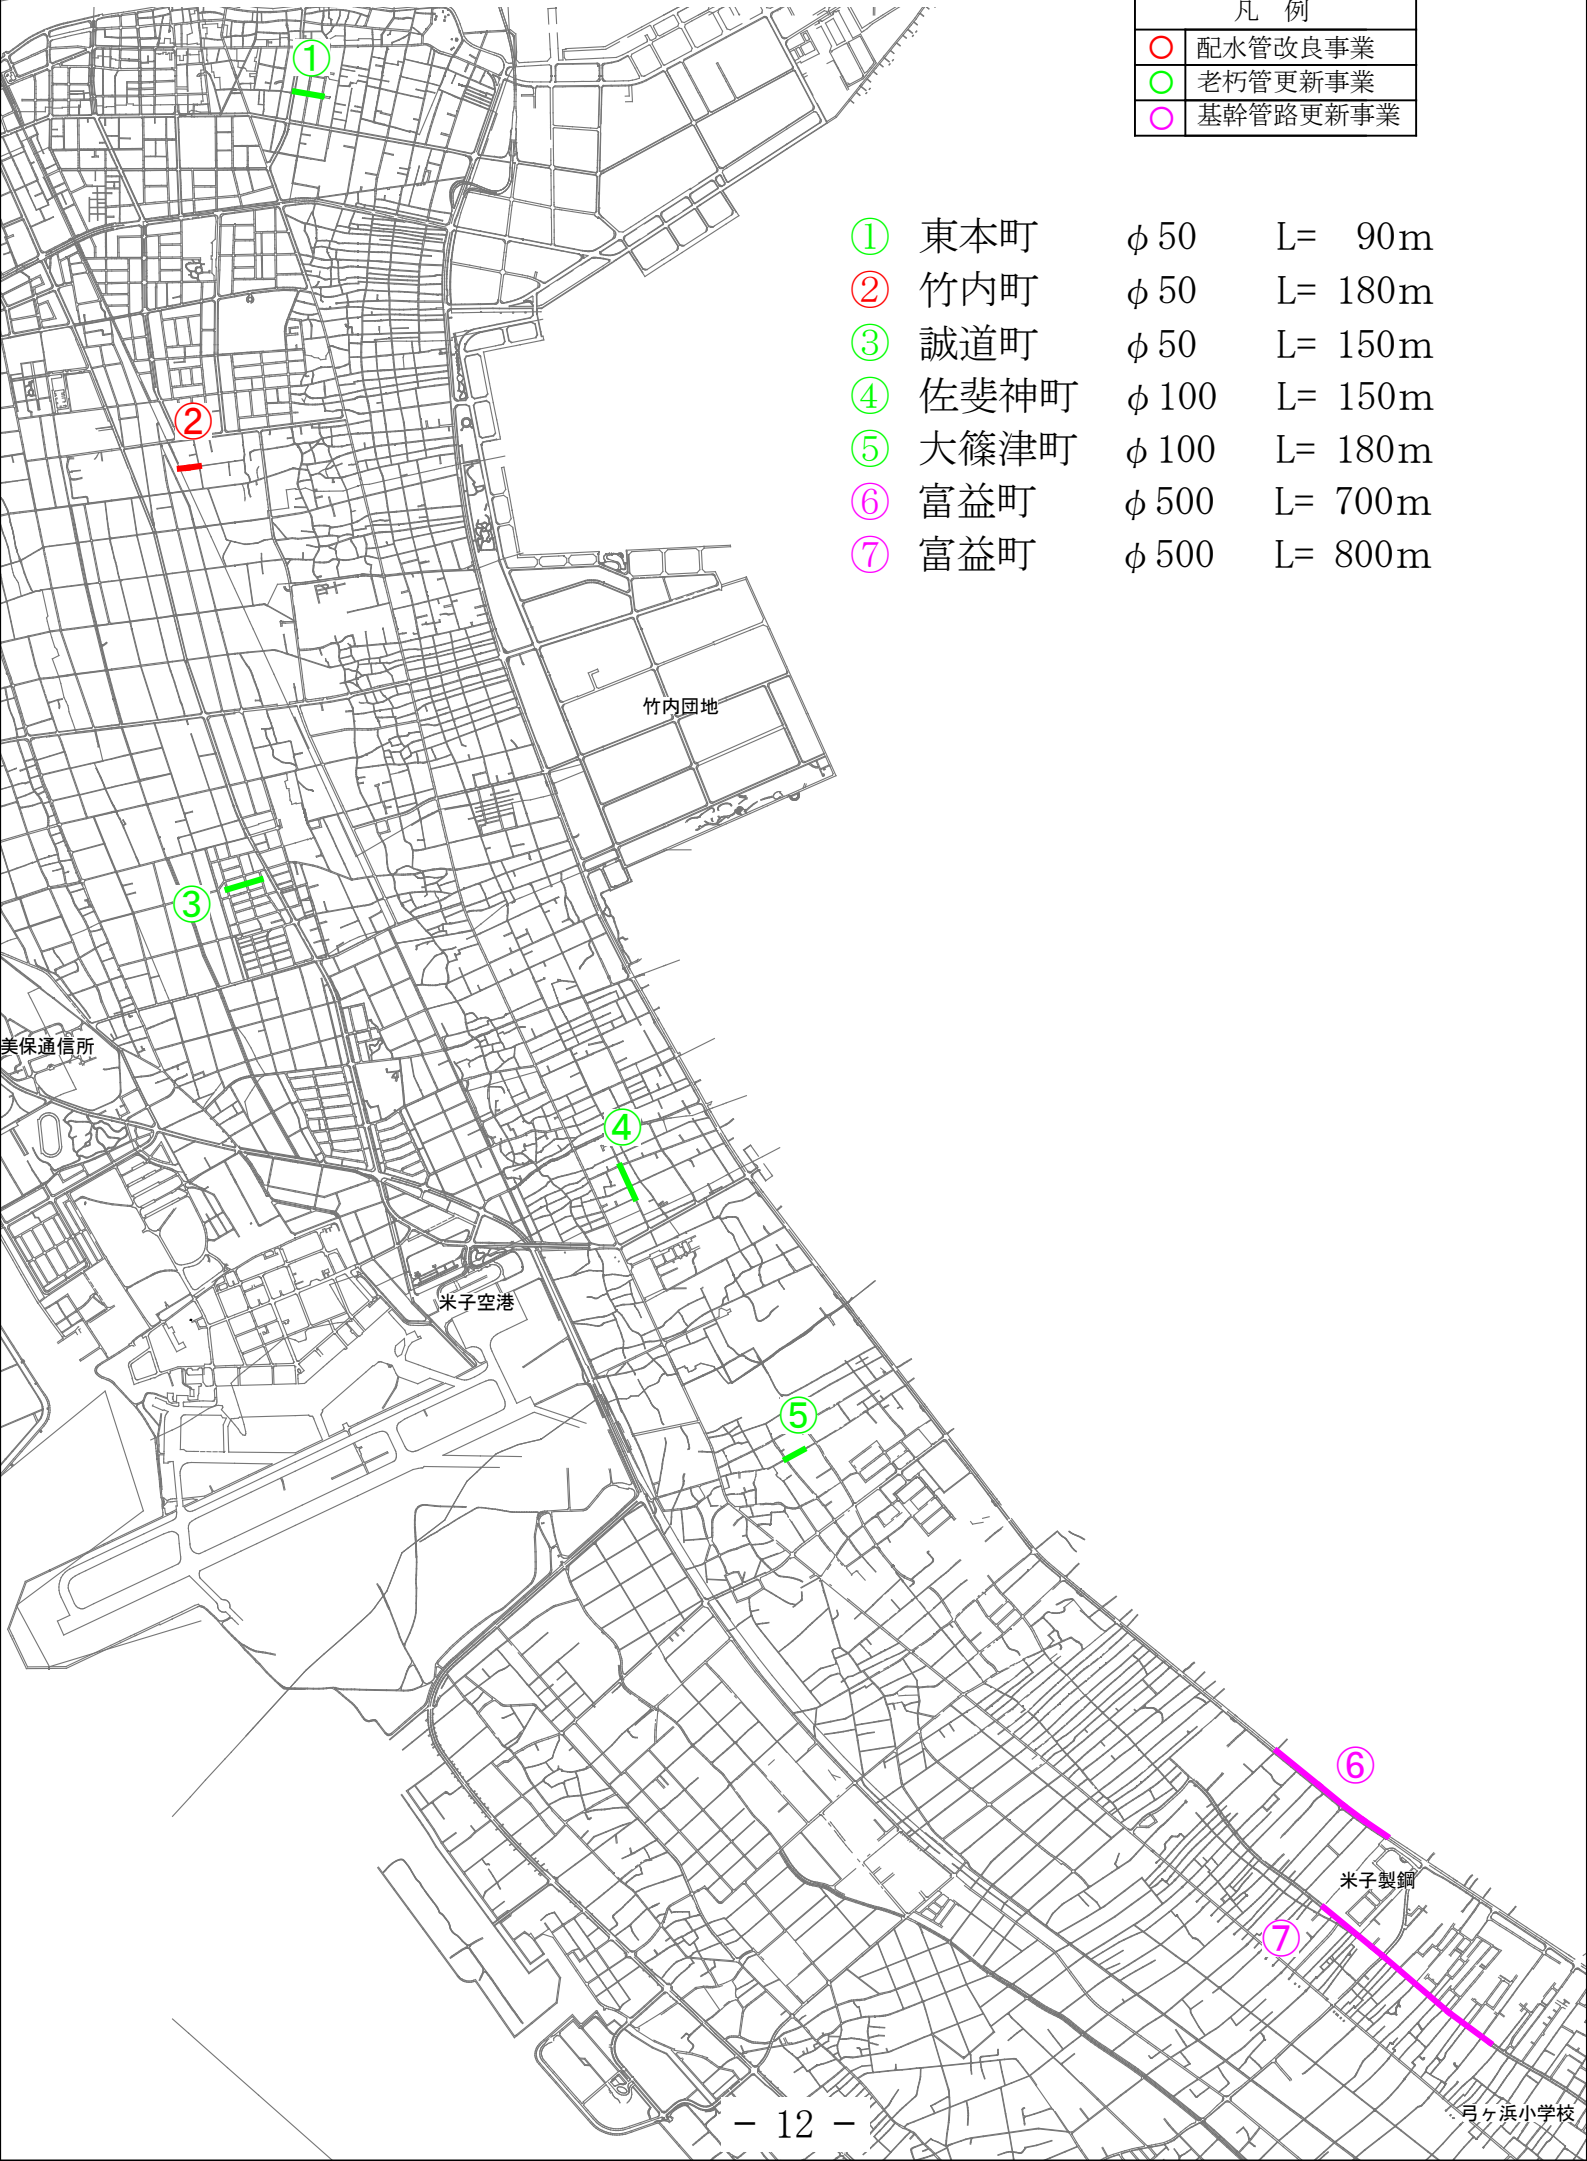 凡 例
配水管改良事業
老朽管更新事業
基幹管路更新事業
① 東本町 φ50 L= 90m
② 竹内町 φ50 L= 180m
③ 誠道町 φ50 L= 150m
④ 佐斐神町 φ100 L= 150m
⑤ 大篠津町 φ100 L= 180m
⑥ 富益町 φ500 L= 700m
⑦ 富益町 φ500 L= 800m
①
②
竹内団地
③
美保通信所
④
米子空港
⑤
⑥
米子製鋼
⑦
弓ヶ浜小学校
- 12 -